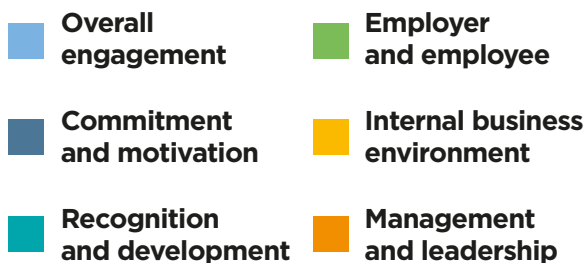 Overall
engagement
Employer
and employee
Commitment
and motivation
Internal business
environment
Recognition
and development
Management
and leadership